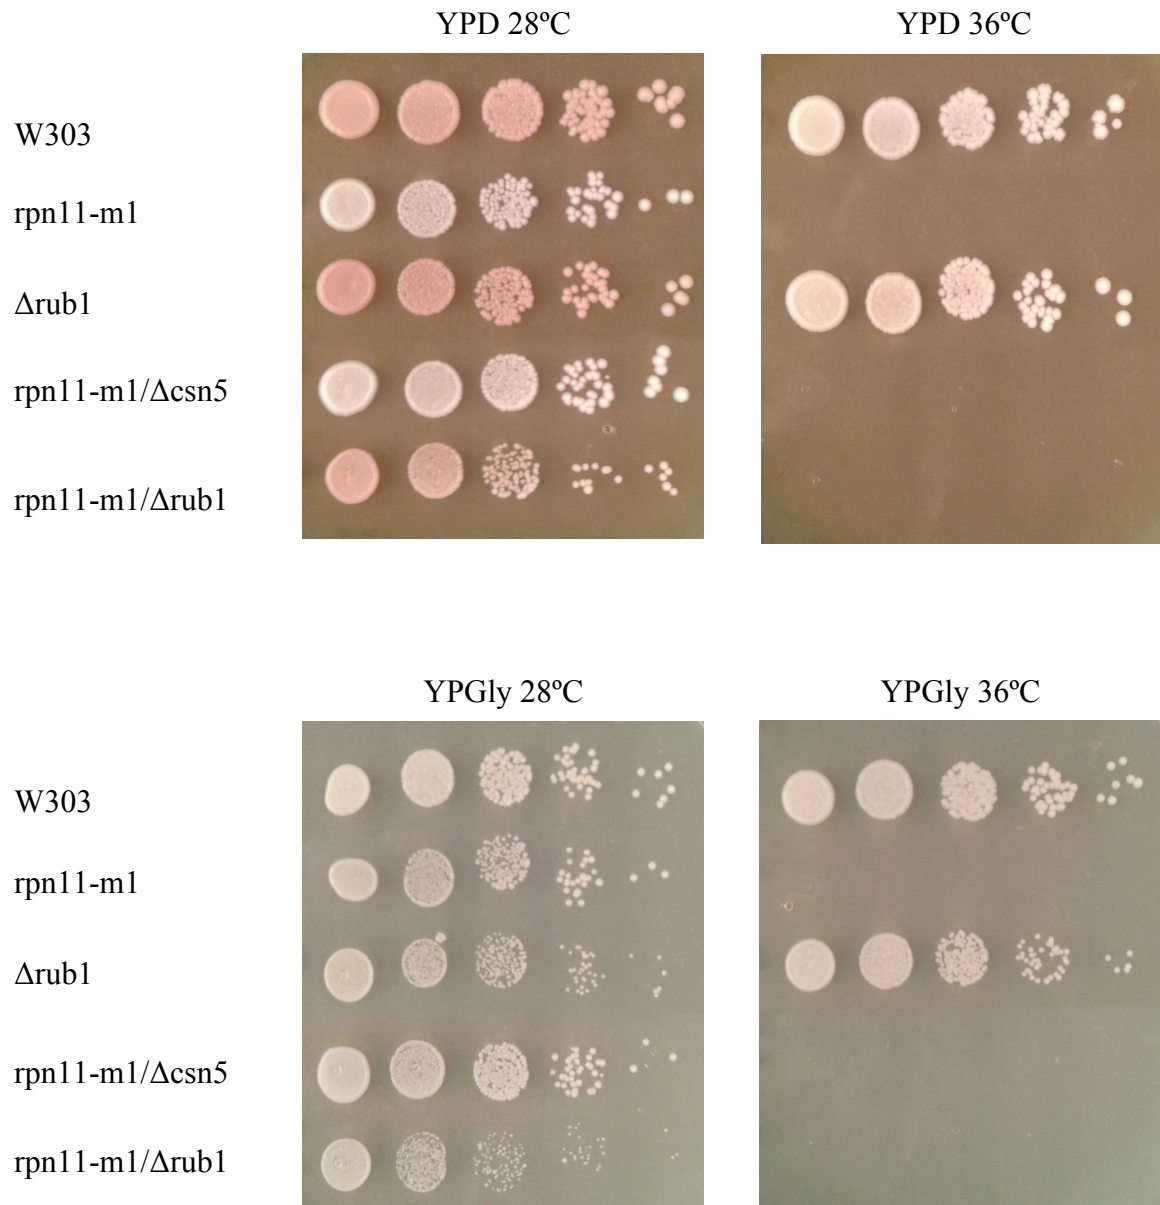 YPD 28ºC
YPD 36ºC
W303
rpn11-m1
Δrub1
rpn11-m1/Δcsn5
rpn11-m1/Δrub1
YPGly 28ºC
YPGly 36ºC
W303
rpn11-m1
Δrub1
rpn11-m1/Δcsn5
rpn11-m1/Δrub1